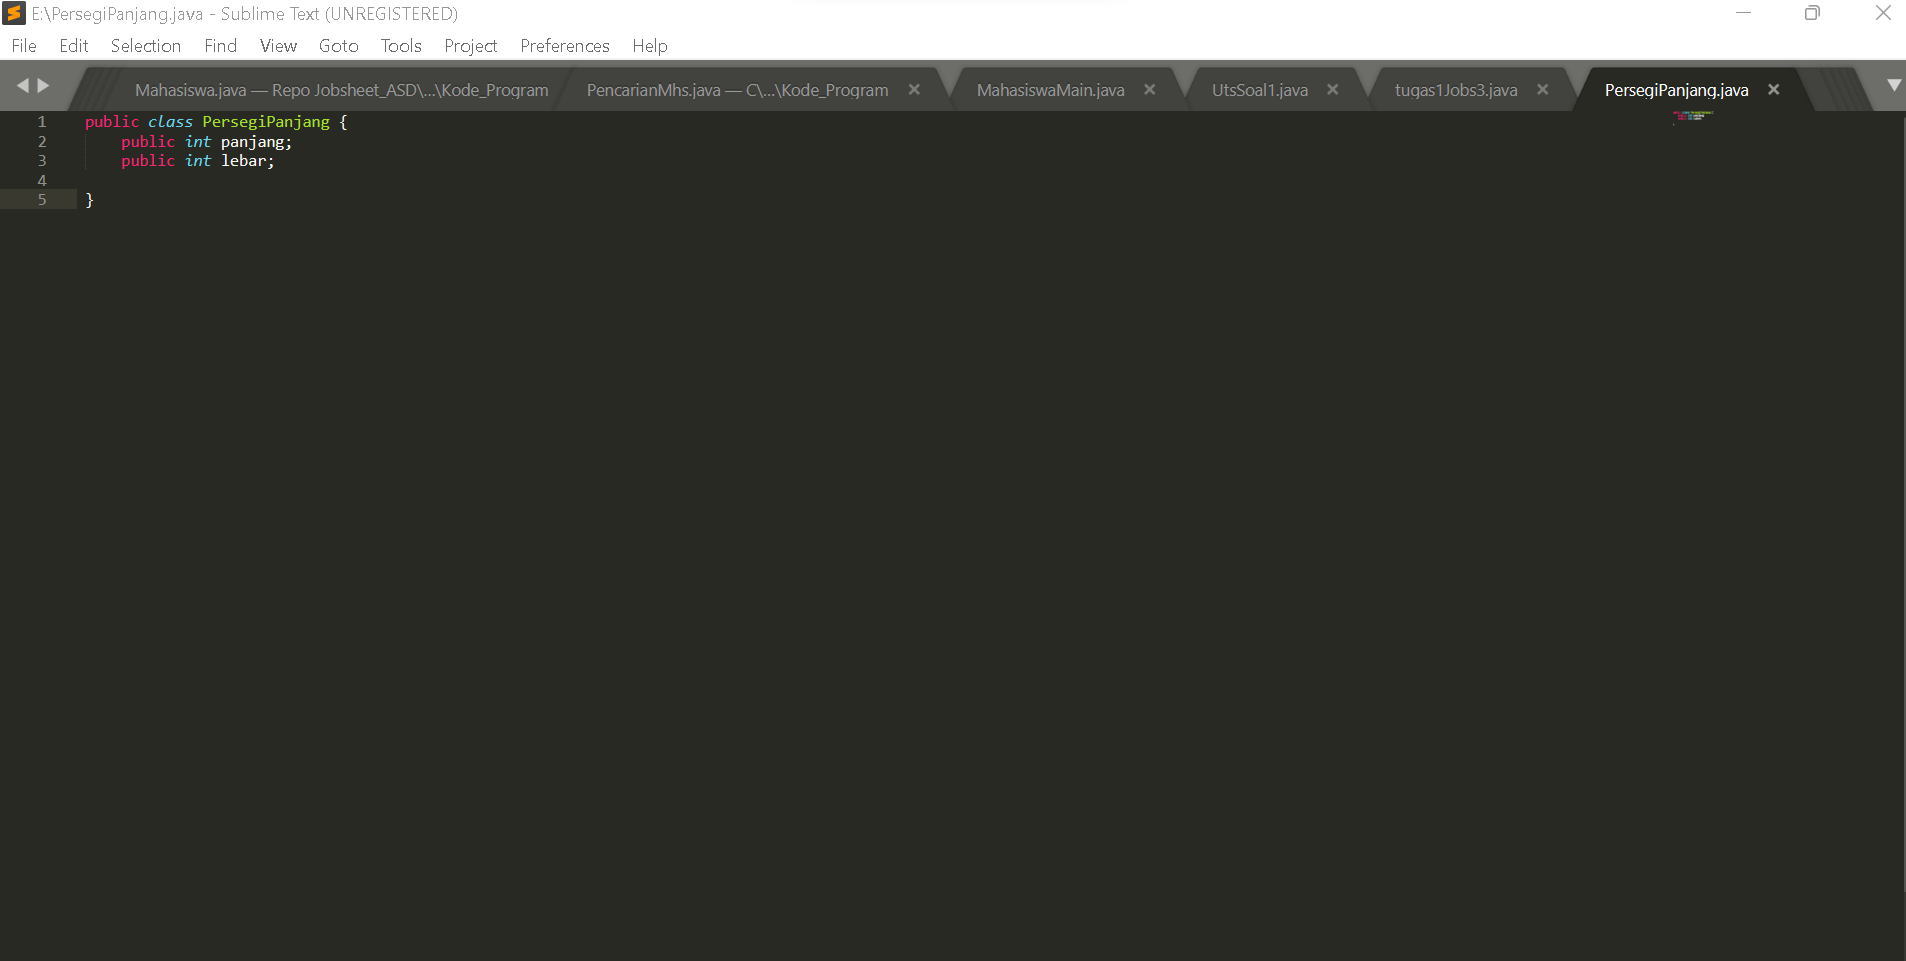 E:\PersegiPanjang.java - Sublime Text (UNREGISTERED)
File Edit Selection Find View Goto Tools Project Preferences Help
Mahasiswa.java — Repo Jobsheet_ASD\...\Kode_Program PencarianMhs.java — C\...\Kode_Program MahasiswaMain.java UtsSoal1.java tugas1Jobs3.java PersegiPanjang.java
1 public class PersegiPanjang {
2 public int panjang;
3 public int lebar;
4
5 }